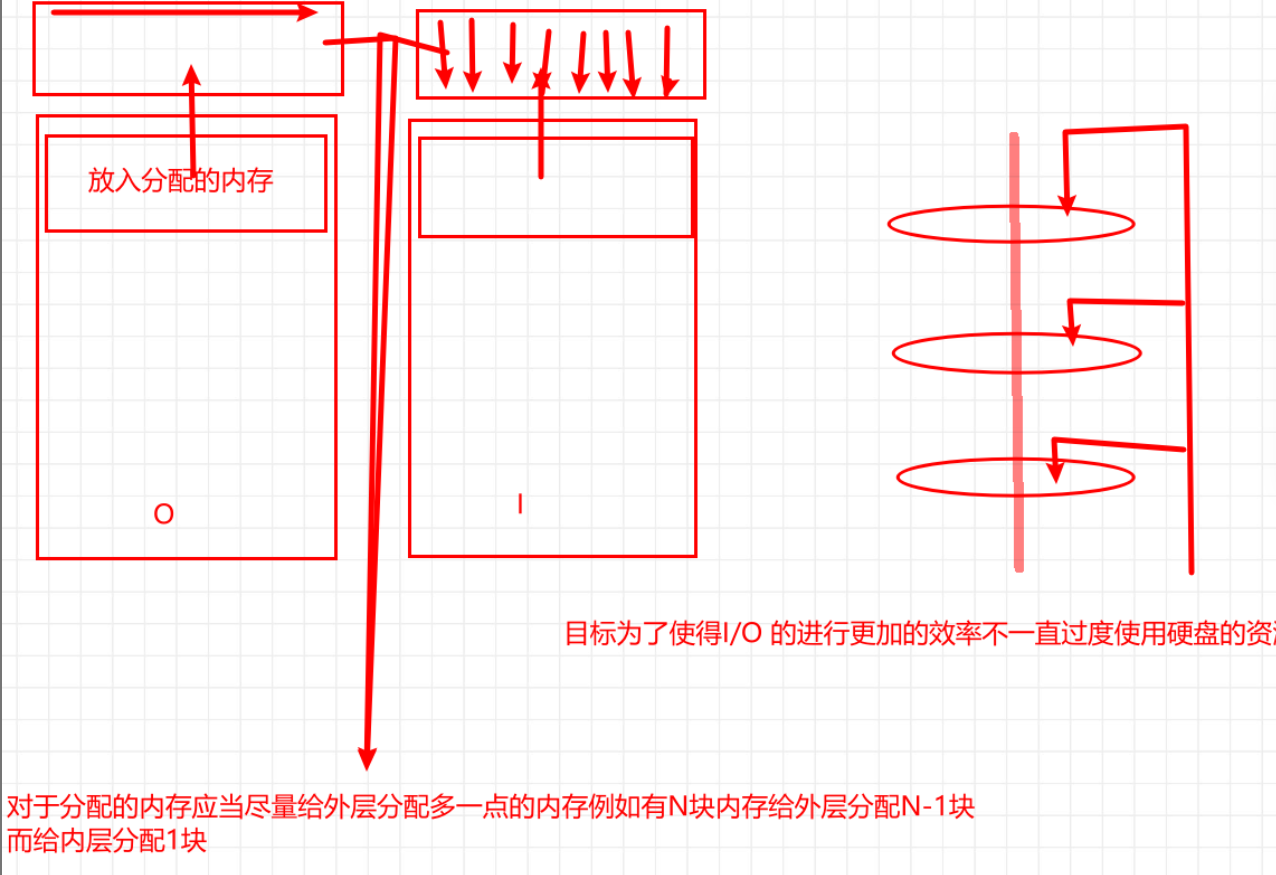 放入分配的内存
O
I
目标为了使得I/O 的进行更加的效率不一直过度使用硬盘的资
对于分配的内存应当尽量给外层分配多一点的内存例如有N块内存给外层分配N-1块
而给内层分配1块